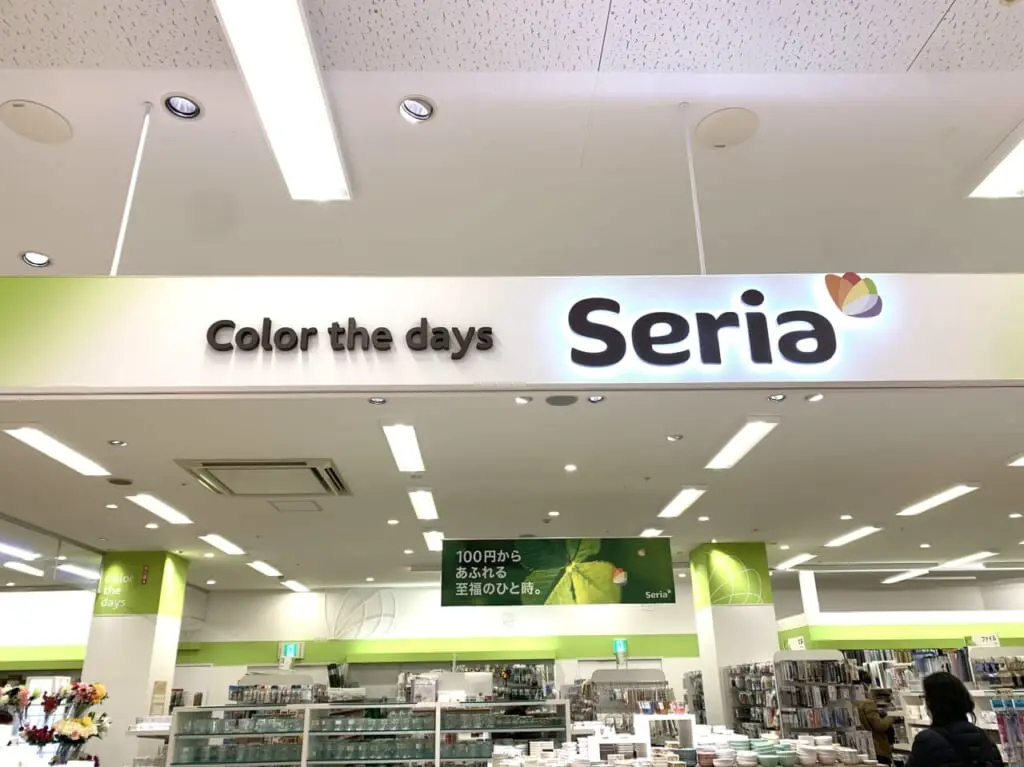 Color the days
Seria
100円から
あふれる
至福のひと時。
Seria
Color
the
days